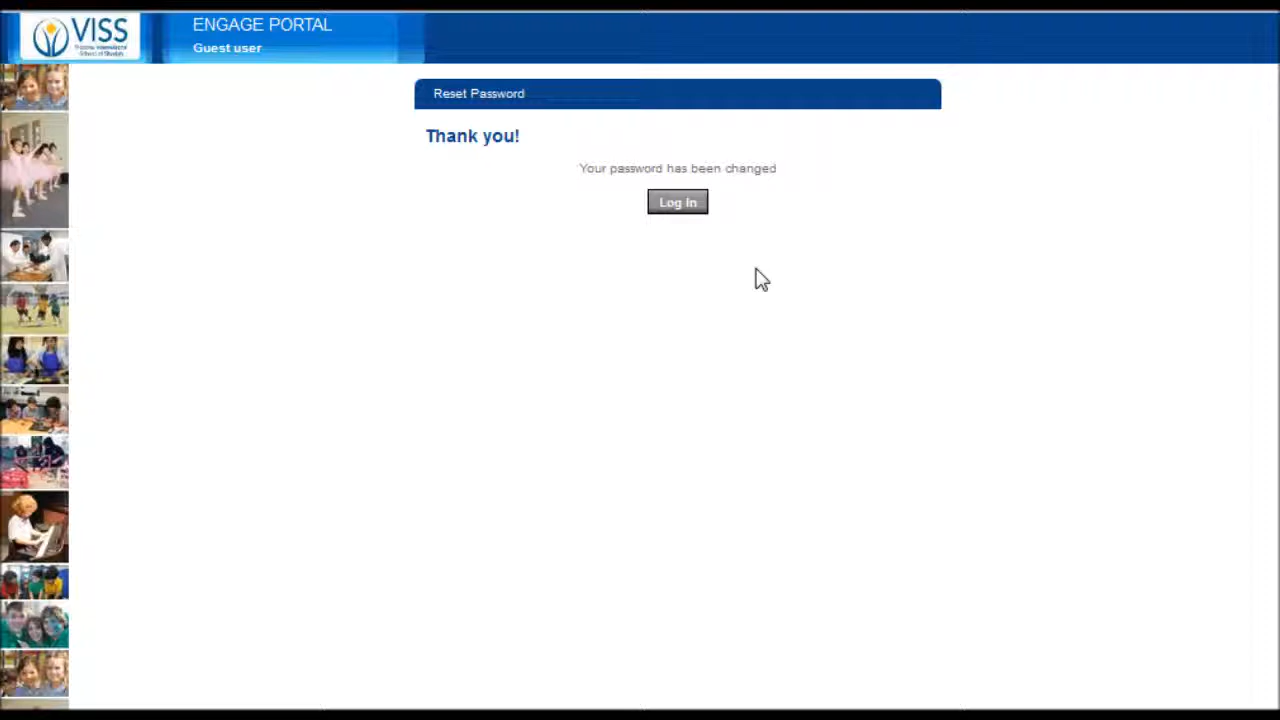 VISS
ENGAGE PORTAL
Guest user
Reset Password
Thank you!
Your password has been changed
Log In